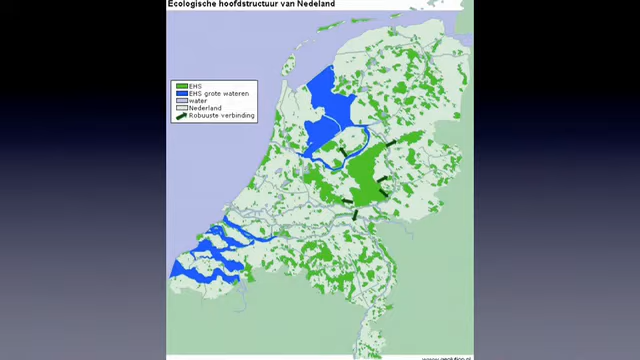 Ecologische hoofdstructuur van Nedeland
EHS
EHS grote wateren
water
Nederland
Robuuste verbinding